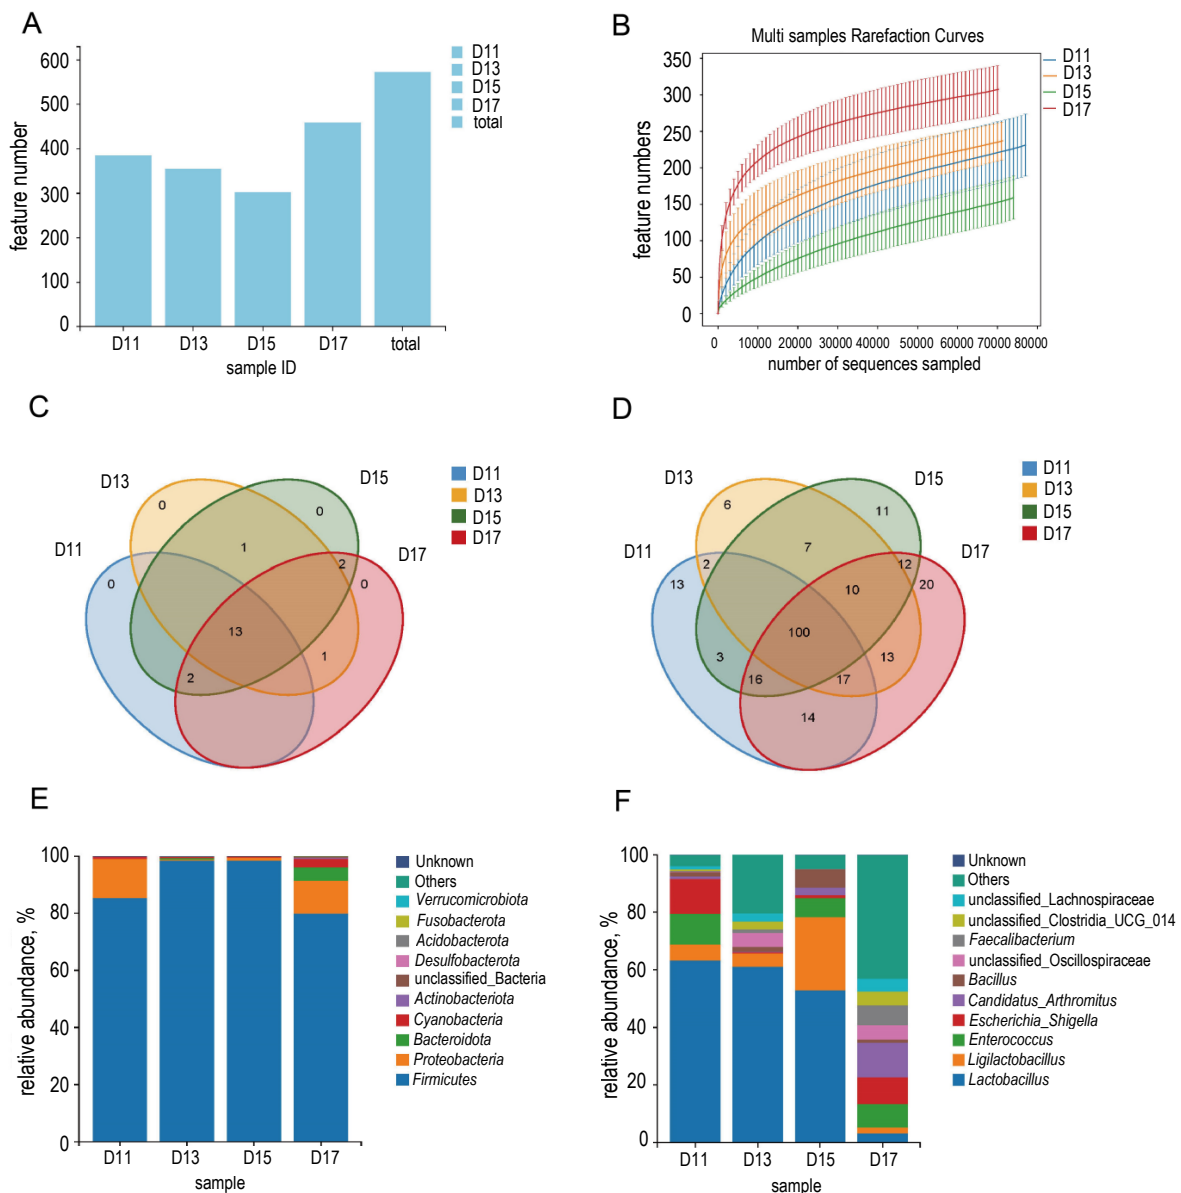 A
600
500
400
300
200
100
0
feature number
D11
D13
D15
D17
total
sample ID
D11
D13
D15
D17
total
B
Multi samples Rarefaction Curves
350
300
250
200
150
100
50
0
feature numbers
0
10000
20000
30000
40000
50000
60000
70000
80000
number of sequences sampled
D11
D13
D15
D17
C
D13
D15
D11
D17
0
0
1
2
0
0
13
1
2
D11
D13
D15
D17
D
D13
D15
D11
D17
6
11
7
2
12
13
10
20
100
3
13
16
17
14
D11
D13
D15
D17
E
100
80
60
40
20
0
relative abundance, %
D11
D13
D15
D17
sample
Unknown
Others
Verrucomicrobiota
Fusobacterota
Acidobacterota
Desulfobacterota
unclassified_Bacteria
Actinobacteriota
Cyanobacteria
Bacteroidota
Proteobacteria
Firmicutes
F
100
80
60
40
20
0
relative abundance, %
D11
D13
D15
D17
sample
Unknown
Others
unclassified_Lachnospiraceae
unclassified_Clostridia_UCG_014
Faecalibacterium
unclassified_Oscillospiraceae
Bacillus
Candidatus_Arthromitus
Escherichia_Shigella
Enterococcus
Ligilactobacillus
Lactobacillus